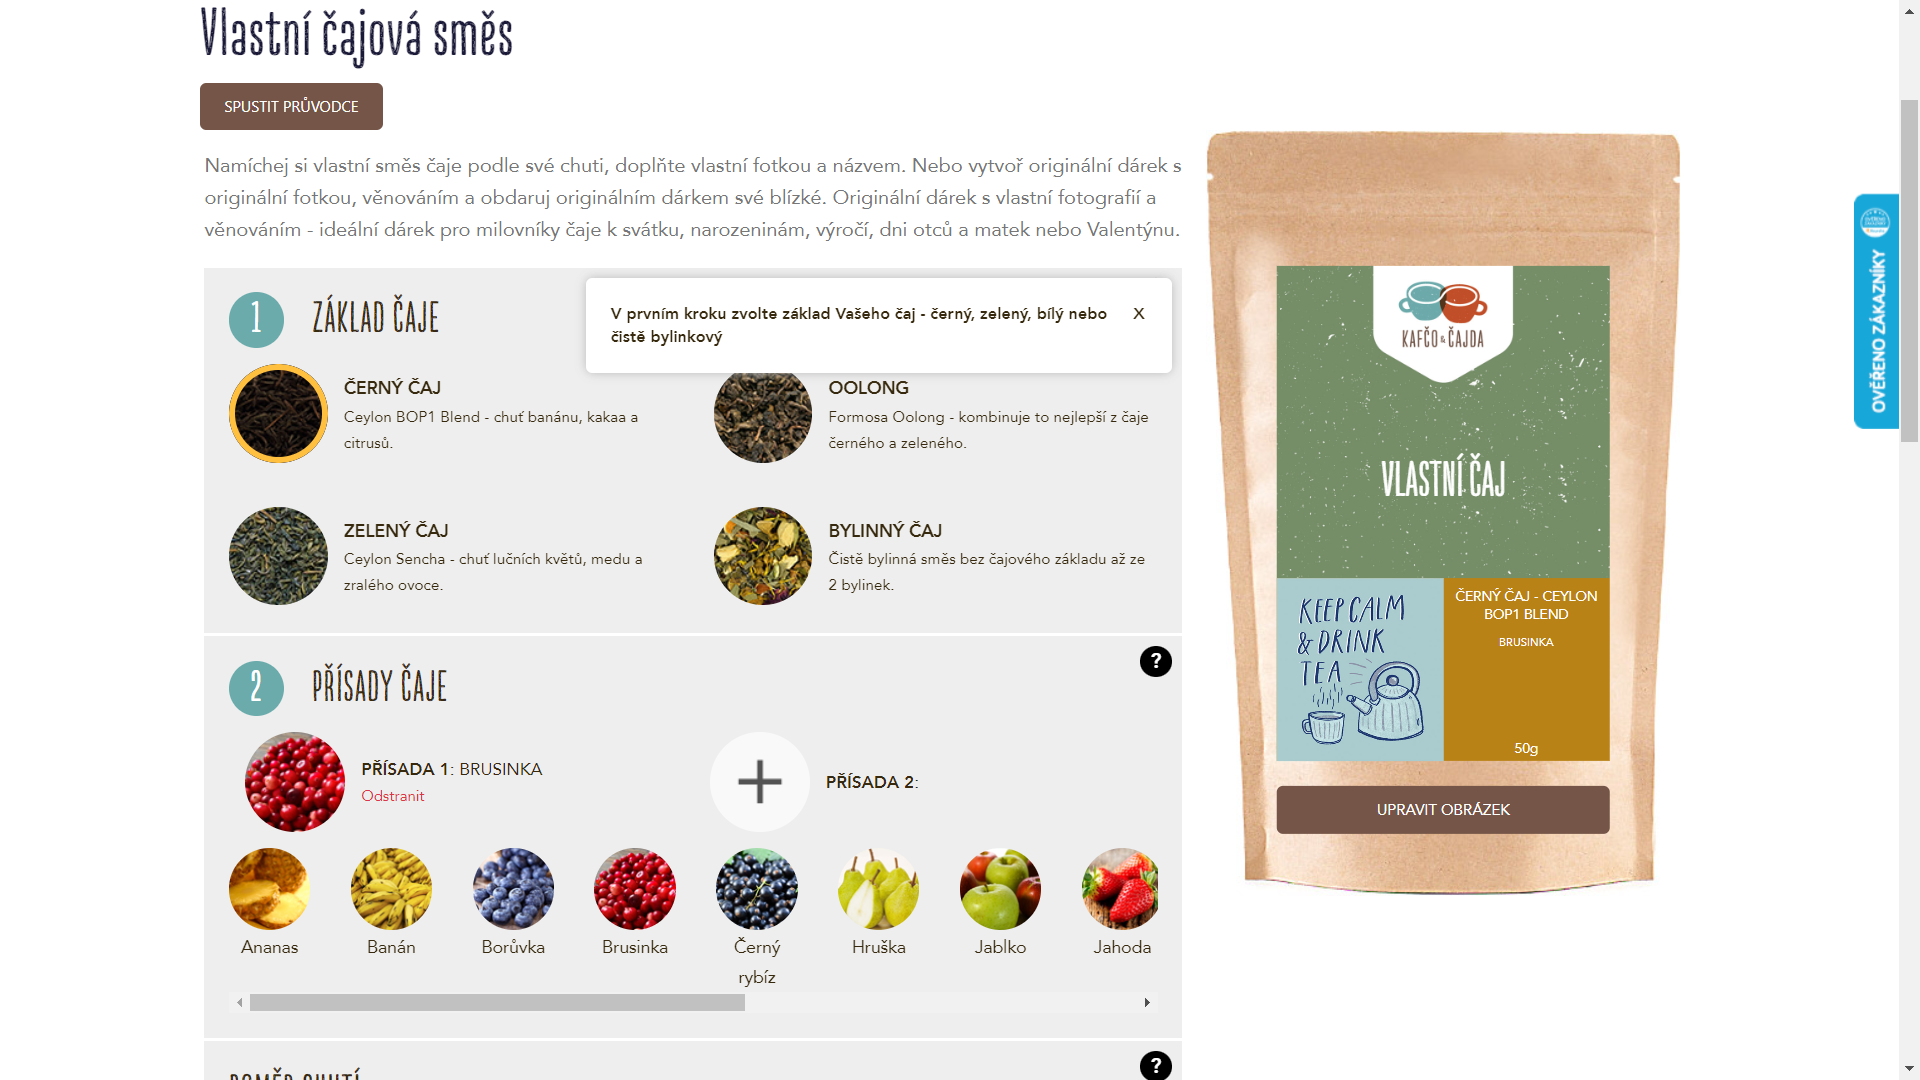 Vlastní čajová směs
SPUSTIT PRŮVODCE
Namíchej si vlastní směs čaje podle své chuti, doplňte vlastní fotkou a názvem. Nebo vytvoř originální dárek s
originální fotkou, věnováním a obdaruj originálním dárkem své blízké. Originální dárek s vlastní fotografií a
věnováním - ideální dárek pro milovníky čaje k svátku, narozeninám, výročí, dni otců a matek nebo Valentýnu.
1 ZÁKLAD ČAJE
V prvním kroku zvolte základ Vašeho čaj - černý, zelený, bílý nebo
čistě bylinkový
X
ČERNÝ ČAJ
Ceylon BOP1 Blend - chuť banánu, kakaa a
citrusů.
OOLONG
Formosa Oolong - kombinuje to nejlepší z čaje
černého a zeleného.
ZELENÝ ČAJ
Ceylon Sencha - chuť lučních květů, medu a
zralého ovoce.
BYLINNÝ ČAJ
Čistě bylinná směs bez čajového základu až ze
2 bylinek.
2 PŘÍSADY ČAJE
?
PŘÍSADA 1: BRUSINKA
Odstranit
PŘÍSADA 2:
Ananas
Banán
Borůvka
Brusinka
Černý
rybíz
Hruška
Jablko
Jahoda
?
KAFČO & ČAJDA
VLASTNÍ ČAJ
KEEP CALM
& DRINK
TEA
ČERNÝ ČAJ - CEYLON
BOP1 BLEND
BRUSINKA
50g
UPRAVIT OBRÁZEK
OVĚŘENO ZÁKAZNÍKY